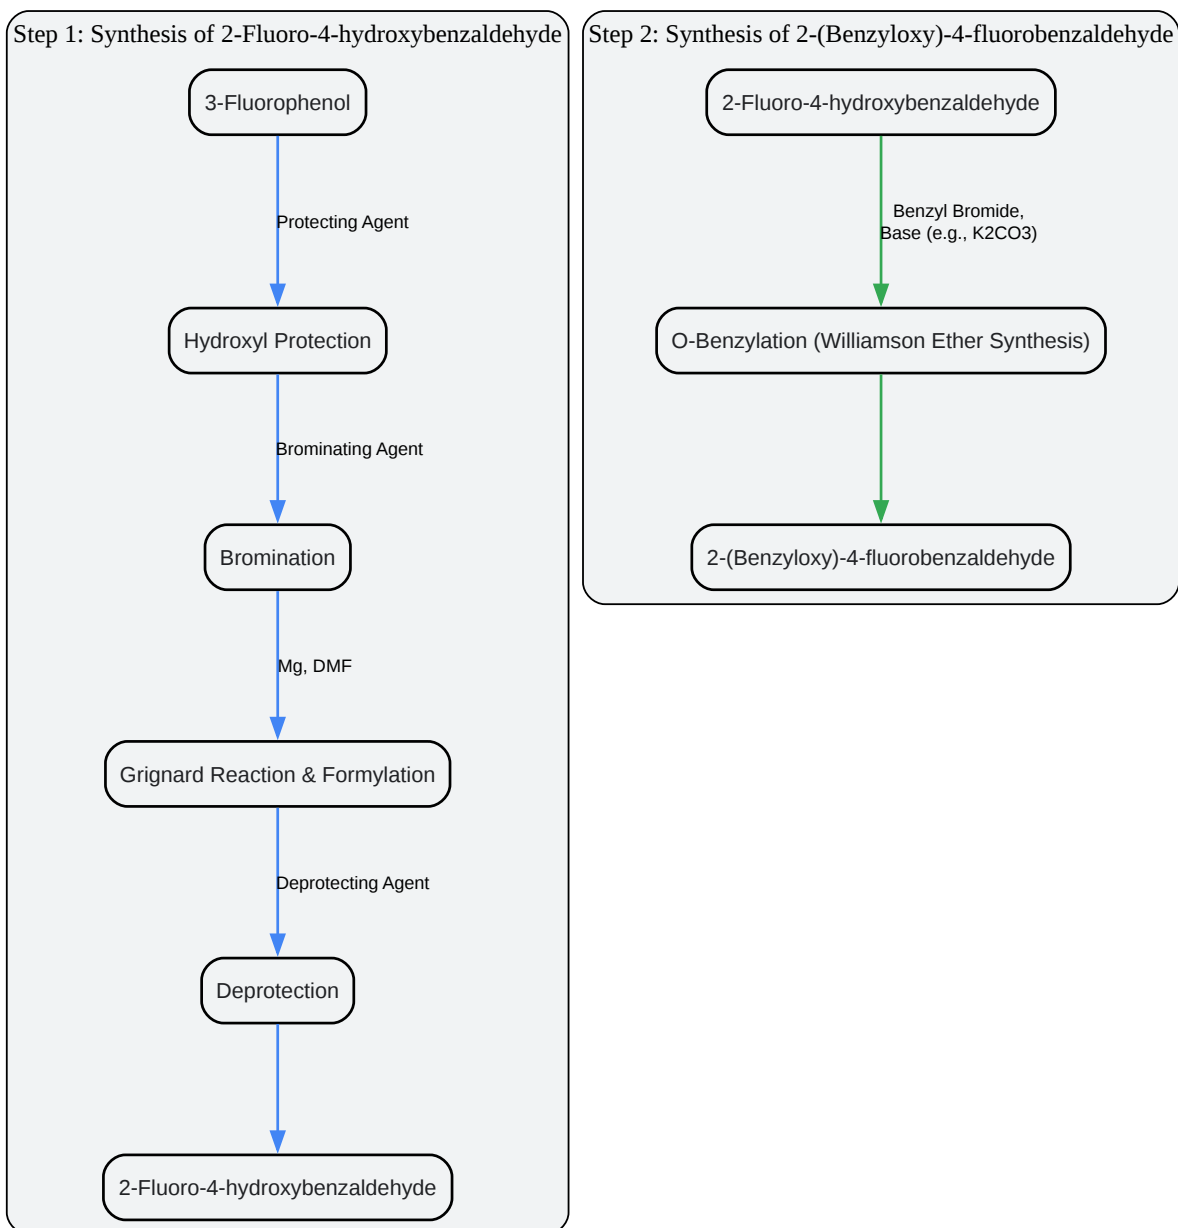 Step 1: Synthesis of 2-Fluoro-4-hydroxybenzaldehyde
3-Fluorophenol
Protecting Agent
Hydroxyl Protection
Brominating Agent
Bromination
Mg, DMF
Grignard Reaction & Formylation
Deprotecting Agent
Deprotection
2-Fluoro-4-hydroxybenzaldehyde
Step 2: Synthesis of 2-(Benzyloxy)-4-fluorobenzaldehyde
2-Fluoro-4-hydroxybenzaldehyde
Benzyl Bromide,
Base (e.g., K2CO3)
O-Benzylation (Williamson Ether Synthesis)
2-(Benzyloxy)-4-fluorobenzaldehyde